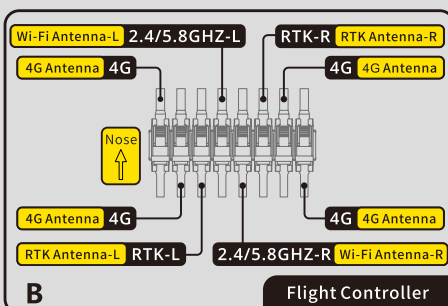 Wi-Fi Antenna-L 2.4/5.8GHZ-L RTK-R RTK Antenna-R
4G Antenna 4G 4G 4G Antenna
Nose
4G Antenna 4G 4G 4G Antenna
RTK Antenna-L RTK-L 2.4/5.8GHZ-R Wi-Fi Antenna-R
B Flight Controller